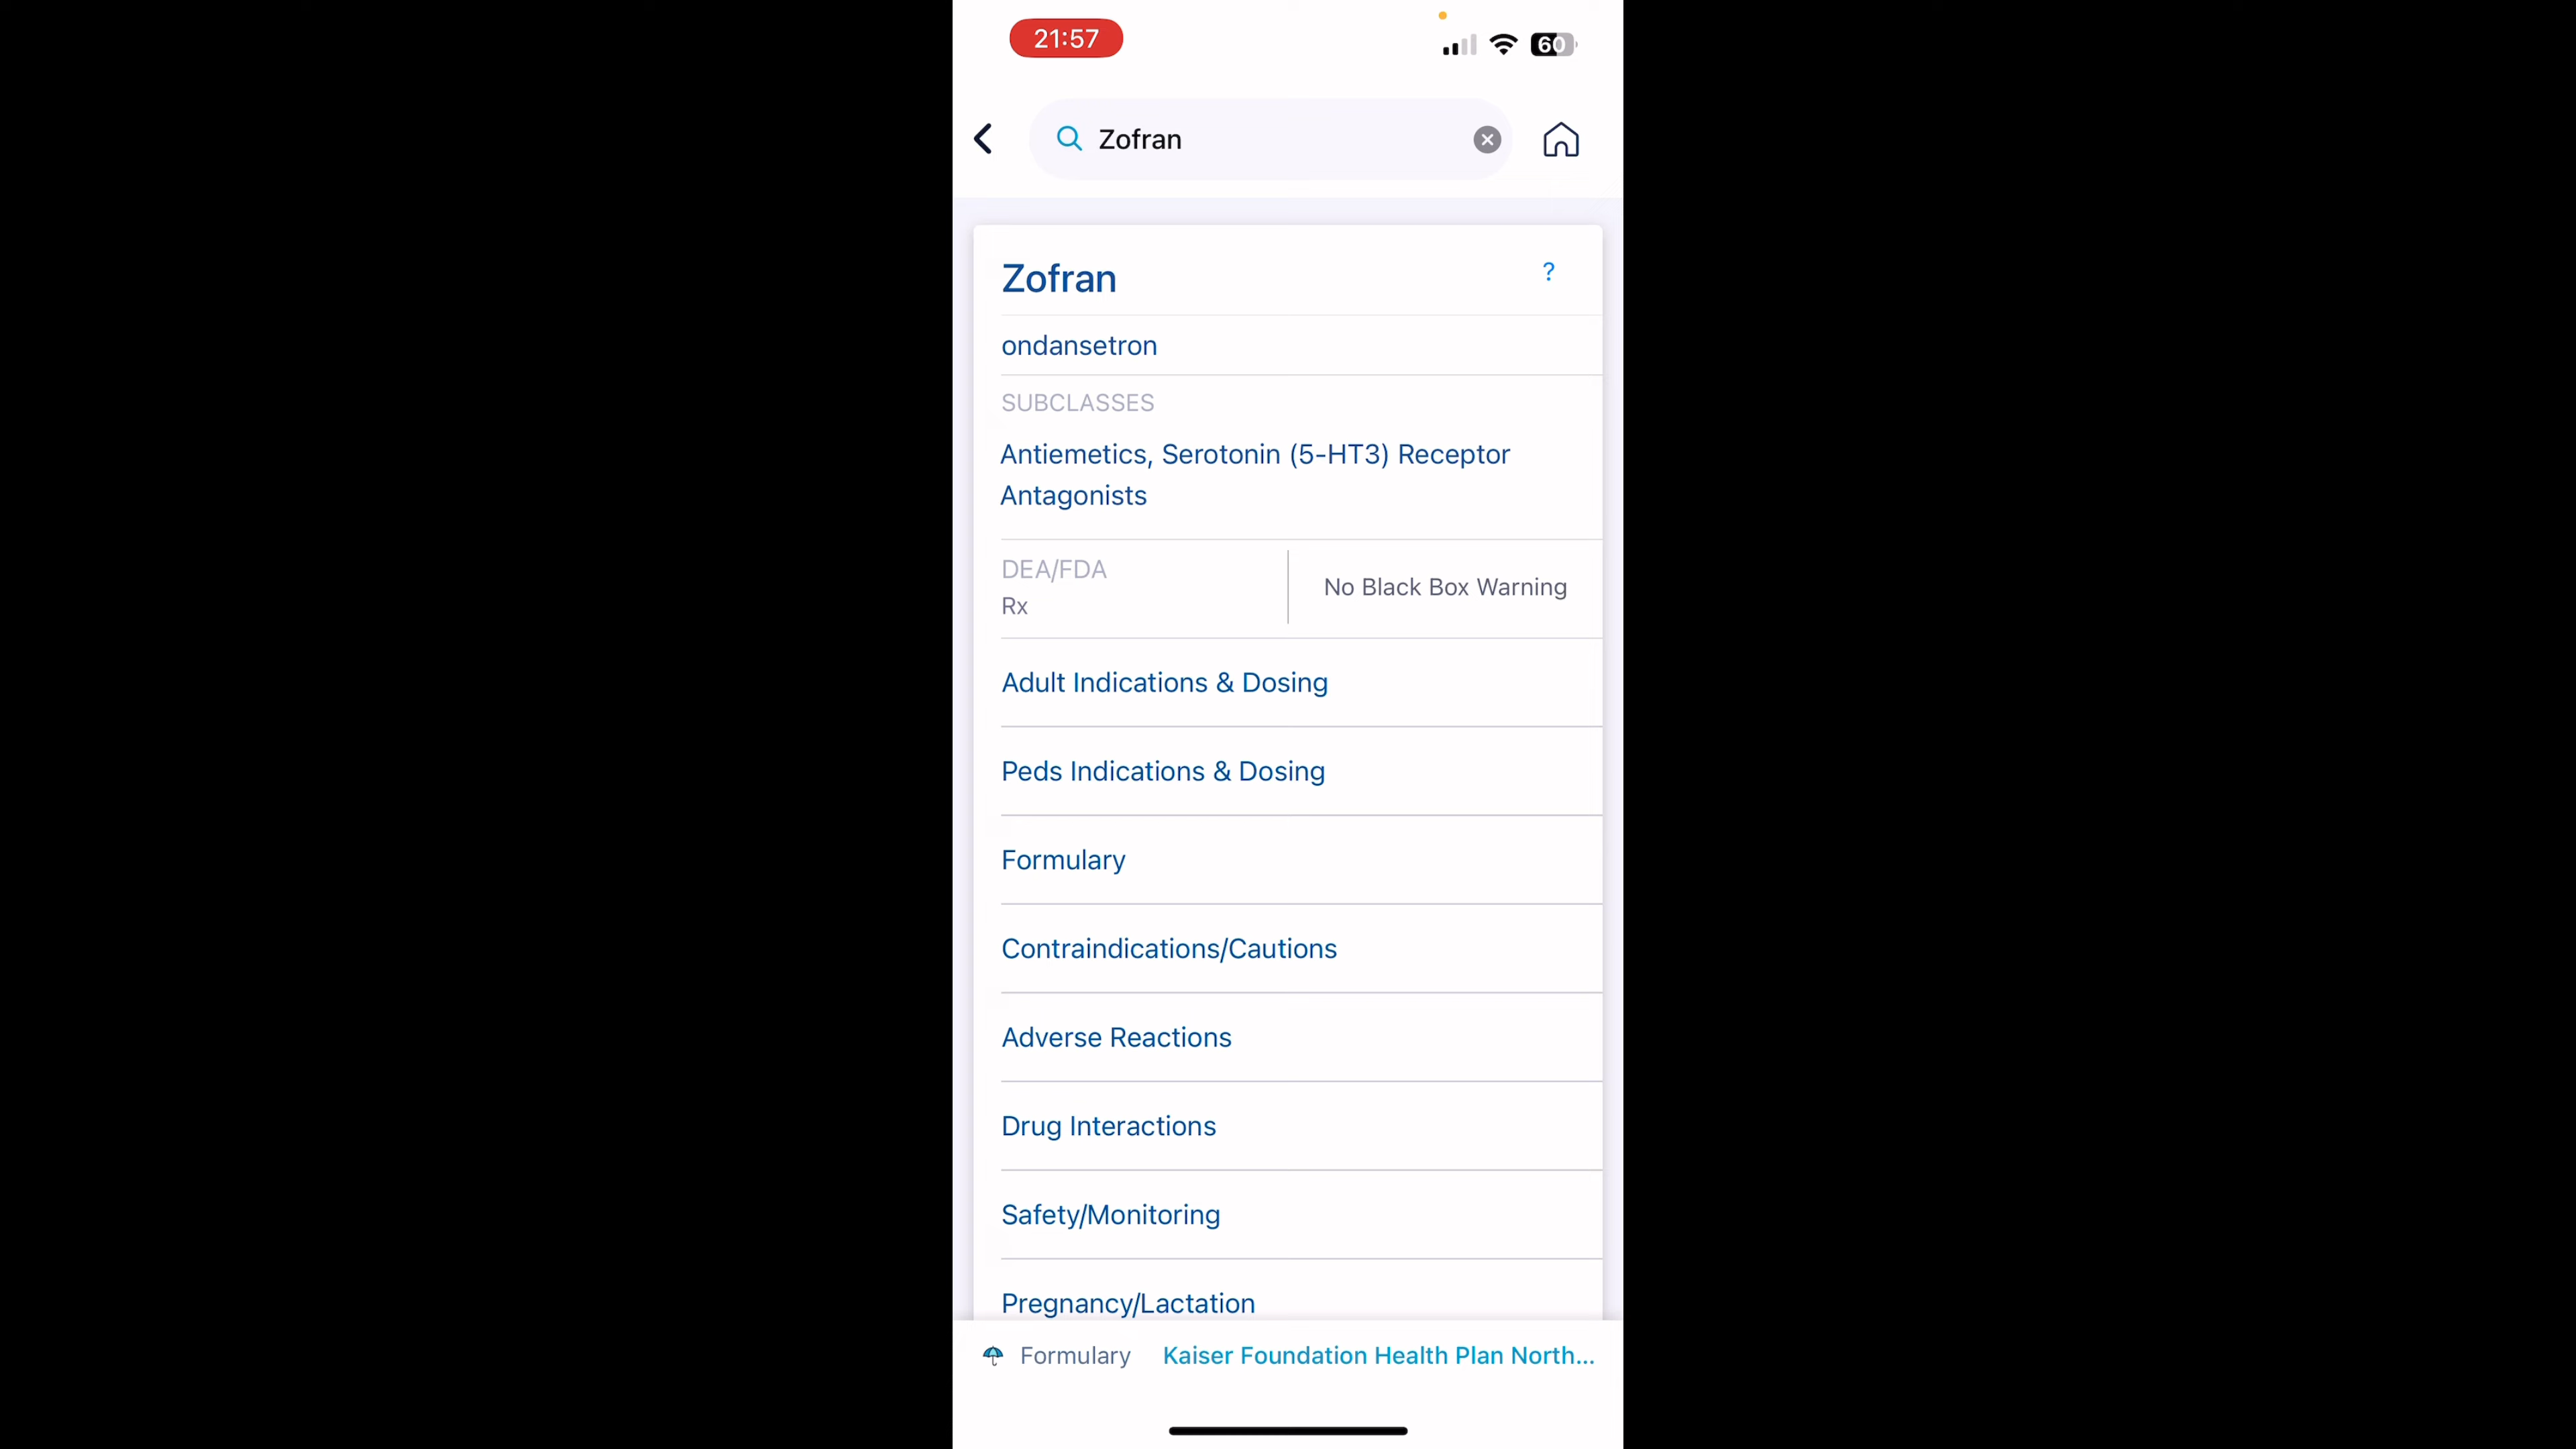 21:57
60
Zofran
Zofran
?
ondansetron
SUBCLASSES
Antiemetics, Serotonin (5-HT3) Receptor
Antagonists
DEA/FDA
Rx
No Black Box Warning
Adult Indications & Dosing
Peds Indications & Dosing
Formulary
Contraindications/Cautions
Adverse Reactions
Drug Interactions
Safety/Monitoring
Pregnancy/Lactation
Formulary Kaiser Foundation Health Plan North...